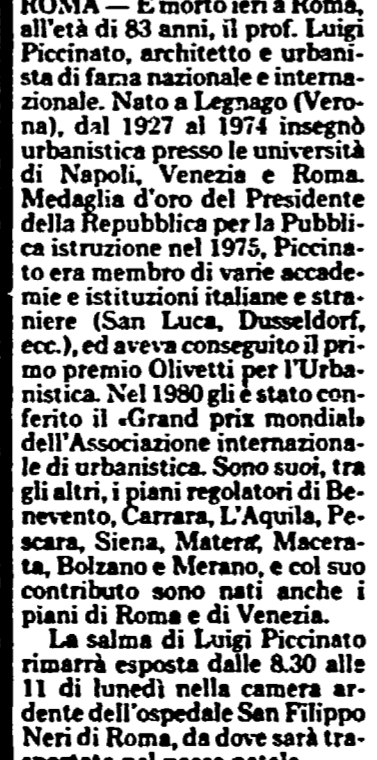 ROMA — È morto ieri a Roma,
all'età di 83 anni, il prof. Luigi
Piccinato, architetto e urbani-
sta di fama nazionale e interna-
zionale. Nato a Legnago (Vero-
na), dal 1927 al 1974 insegnò
urbanistica presso le università
di Napoli, Venezia e Roma.
Medaglia d'oro del Presidente
della Repubblica per la Pubbli-
ca istruzione nel 1975, Piccina-
to era membro di varie accade-
mie e istituzioni italiane e stra-
niere (San Luca, Dusseldorf,
ecc.), ed aveva conseguito il pri-
mo premio Olivetti per l'Urba-
nistica. Nel 1980 gli è stato con-
ferito il «Grand prix mondial»
dell'Associazione internaziona-
le di urbanistica. Sono suoi, tra
gli altri, i piani regolatori di Be-
nevento, Carrara, L'Aquila, Pe-
scara, Siena, Matera, Macera-
ta, Bolzano e Merano, e col suo
contributo sono nati anche i
piani di Roma e di Venezia.
La salma di Luigi Piccinato
rimarrà esposta dalle 8.30 alle
11 di lunedì nella camera ar-
dente dell'ospedale San Filippo
Neri di Roma, da dove sarà tra-